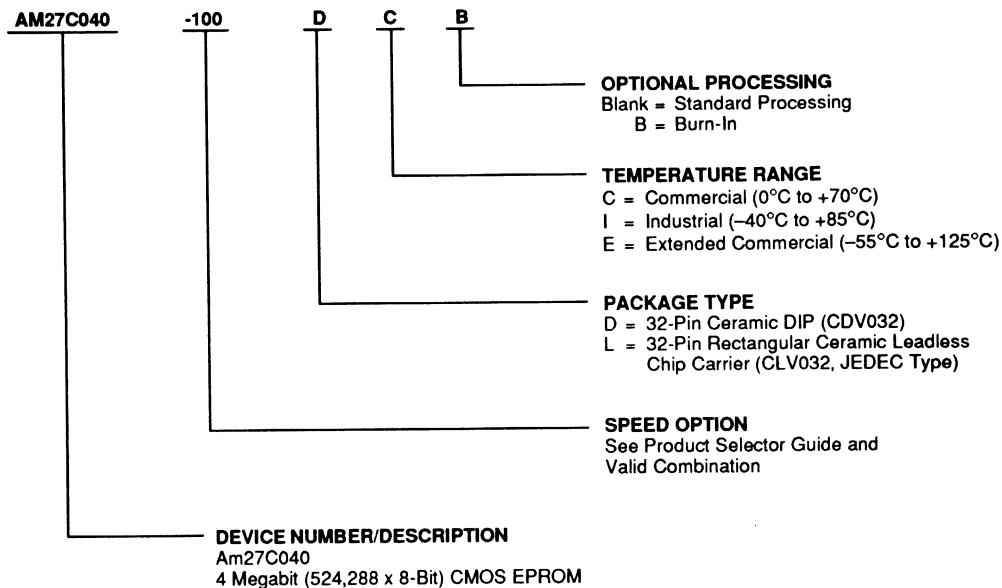 AM27C040 -100 D C B
OPTIONAL PROCESSING
Blank = Standard Processing
B = Burn-In
TEMPERATURE RANGE
C = Commercial (0°C to +70°C)
I = Industrial (–40°C to +85°C)
E = Extended Commercial (–55°C to +125°C)
PACKAGE TYPE
D = 32-Pin Ceramic DIP (CDV032)
L = 32-Pin Rectangular Ceramic Leadless
Chip Carrier (CLV032, JEDEC Type)
SPEED OPTION
See Product Selector Guide and
Valid Combination
DEVICE NUMBER/DESCRIPTION
Am27C040
4 Megabit (524,288 x 8-Bit) CMOS EPROM